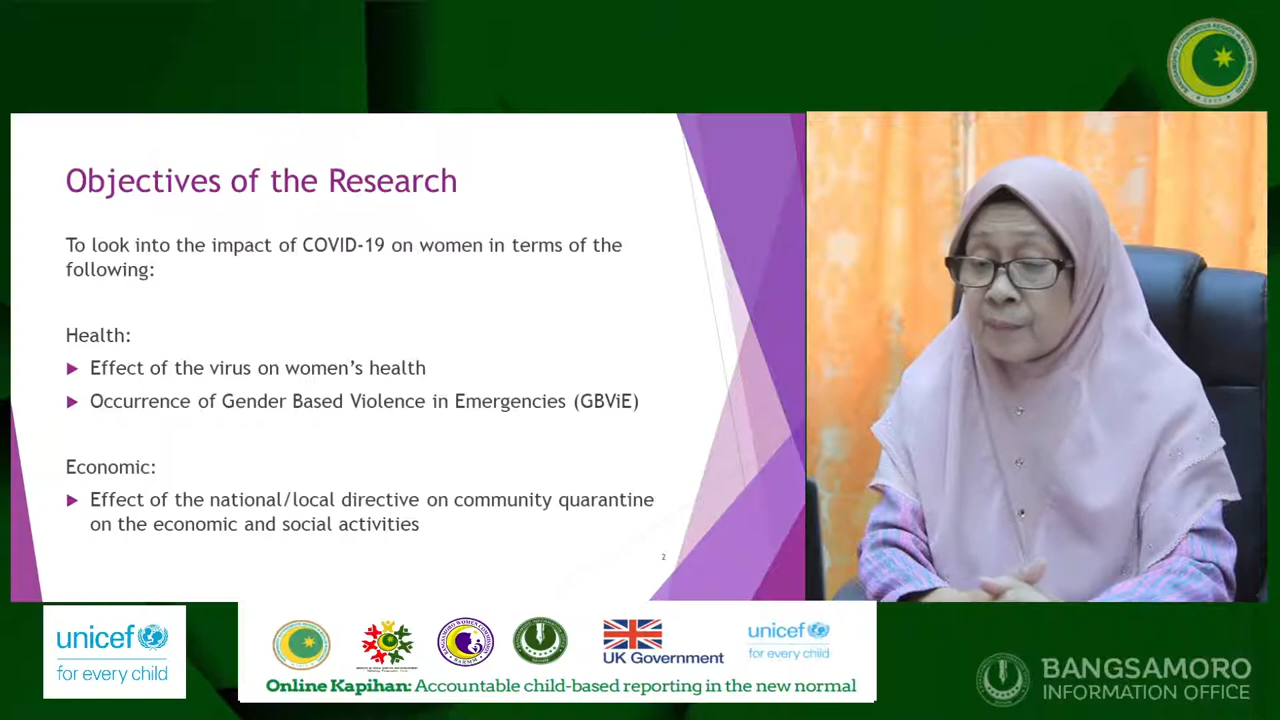 Objectives of the Research
To look into the impact of COVID-19 on women in terms of the
following:
Health:
Effect of the virus on women's health
Occurrence of Gender Based Violence in Emergencies (GBViE)
Economic:
Effect of the national/local directive on community quarantine
on the economic and social activities
2
unicef
for every child
UK Government
unicef
for every child
Online Kapihan: Accountable child-based reporting in the new normal
BANGSAMORO
INFORMATION OFFICE